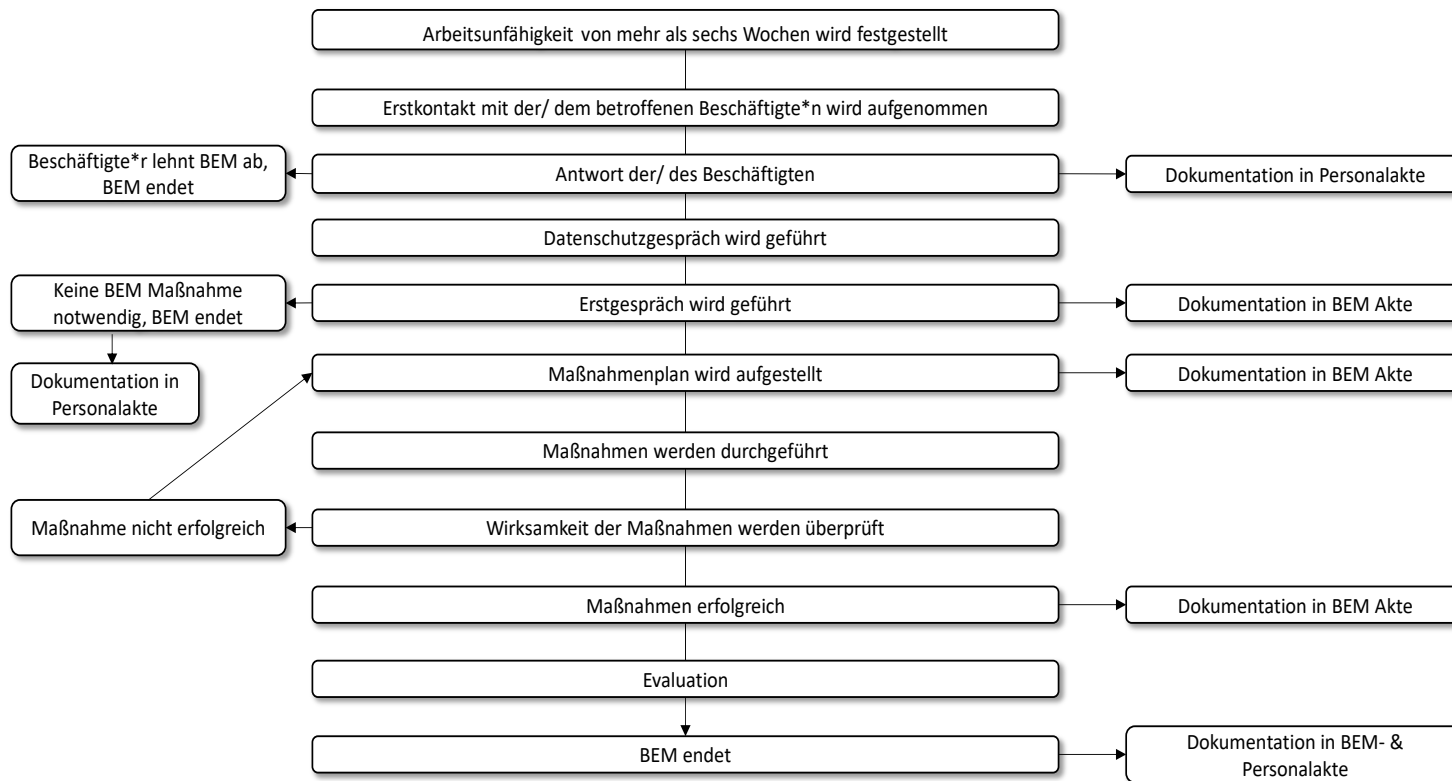 Arbeitsunfähigkeit von mehr als sechs Wochen wird festgestellt
Erstkontakt mit der/ dem betroffenen Beschäftigte*n wird aufgenommen
Beschäftigte*r lehnt BEM ab,
BEM endet
Antwort der/ des Beschäftigten
Dokumentation in Personalakte
Datenschutzgespräch wird geführt
Keine BEM Maßnahme
notwendig, BEM endet
Erstgespräch wird geführt
Dokumentation in BEM Akte
Dokumentation in
Personalakte
Maßnahmenplan wird aufgestellt
Dokumentation in BEM Akte
Maßnahmen werden durchgeführt
Maßnahme nicht erfolgreich
Wirksamkeit der Maßnahmen werden überprüft
Maßnahmen erfolgreich
Dokumentation in BEM Akte
Evaluation
BEM endet
Dokumentation in BEM- &
Personalakte